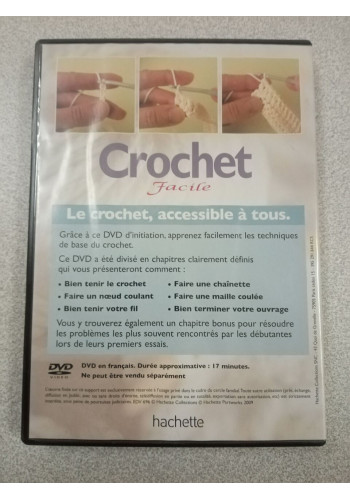 Crochet
Facile
Le crochet, accessible à tous.
Grâce à ce DVD d'initiation, apprenez facilement les techniques
de base du crochet.
Ce DVD a été divisé en chapitres clairement définis
qui vous présenteront comment :
• Bien tenir le crochet
• Faire un nœud coulant
• Bien tenir votre fil
• Faire une chaînette
• Faire une maille coulée
• Bien terminer votre ouvrage
Vous y trouverez également un chapitre bonus pour résoudre
les problèmes les plus souvent rencontrés par les débutantes
lors de leurs premiers essais.
DVD
VIDEO
DVD en français. Durée approximative : 17 minutes.
Ne peut être vendu séparément
hachette